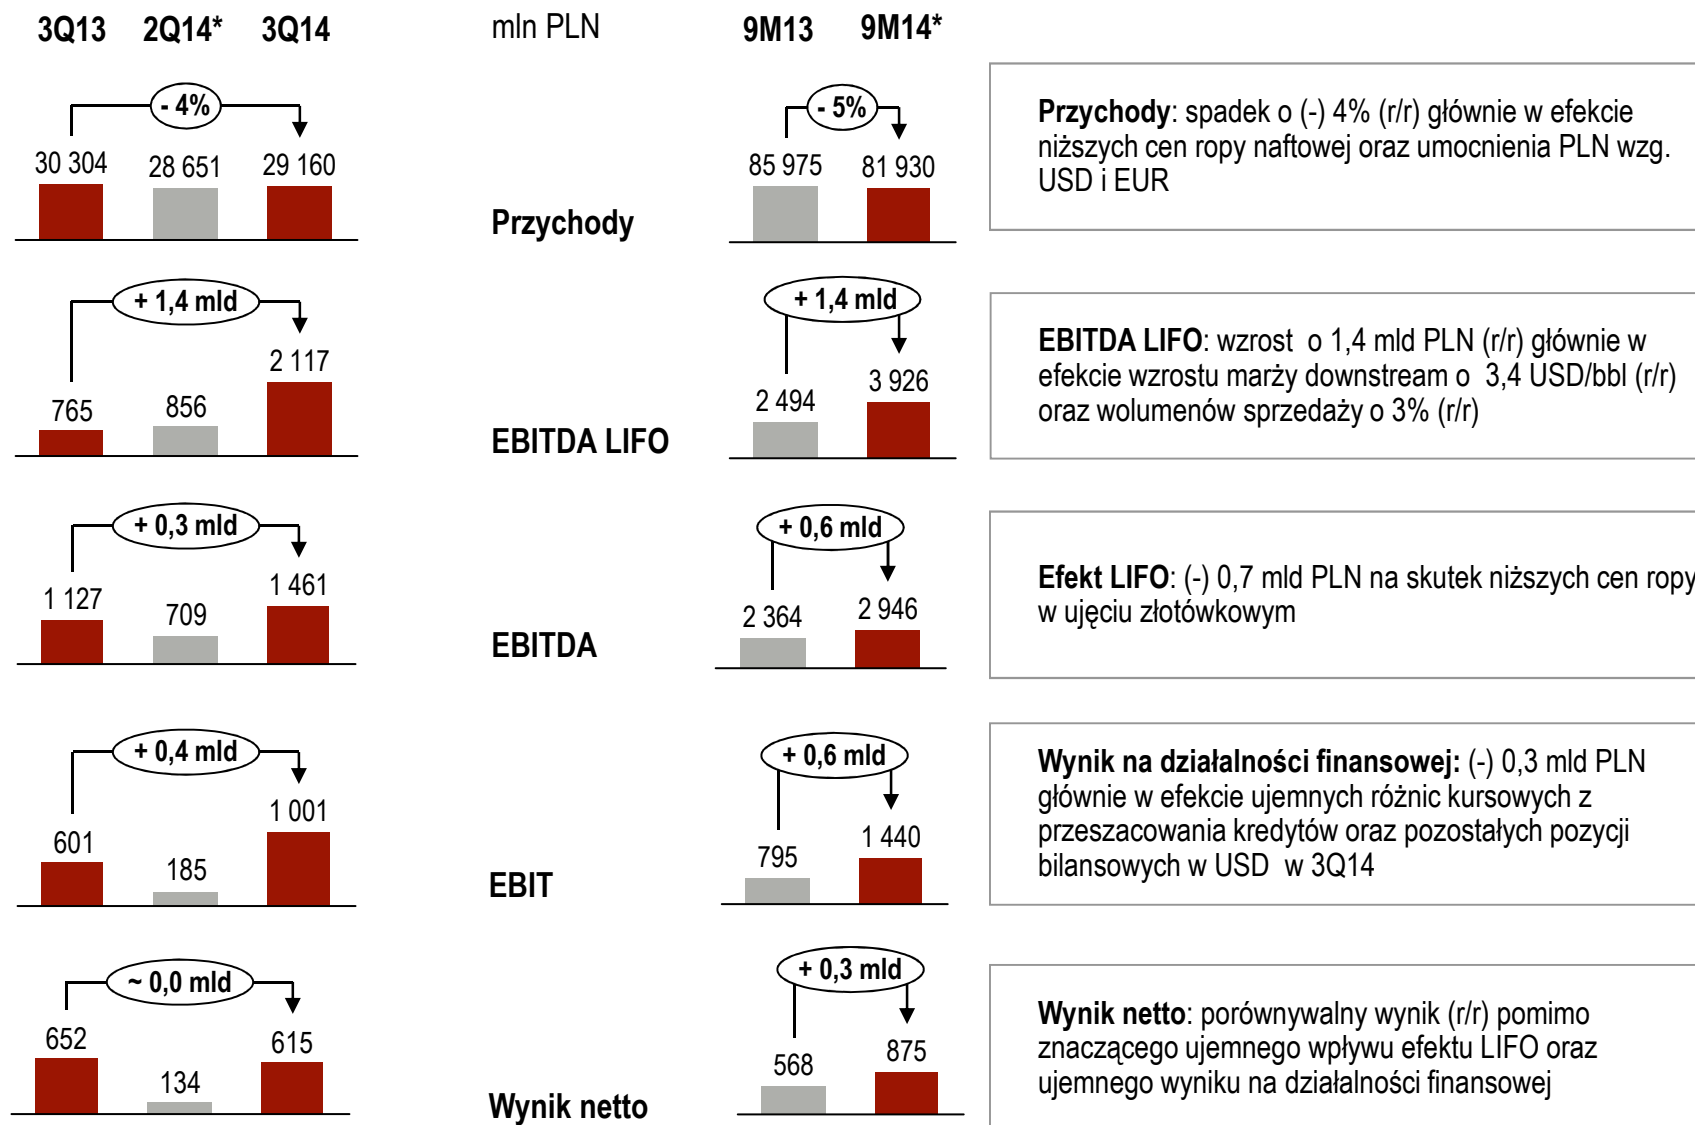 3Q13 2Q14* 3Q14 mln PLN 9M13 9M14*
- 4%
30 304 28 651 29 160
Przychody
- 5%
85 975 81 930
Przychody: spadek o (-) 4% (r/r) głównie w efekcie
niższych cen ropy naftowej oraz umocnienia PLN wzg.
USD i EUR
+ 1,4 mld
765 856 2 117
EBITDA LIFO
+ 1,4 mld
2 494 3 926
EBITDA LIFO: wzrost o 1,4 mld PLN (r/r) głównie w
efekcie wzrostu marży downstream o 3,4 USD/bbl (r/r)
oraz wolumenów sprzedaży o 3% (r/r)
+ 0,3 mld
1 127 709 1 461
EBITDA
+ 0,6 mld
2 364 2 946
Efekt LIFO: (-) 0,7 mld PLN na skutek niższych cen ropy
w ujęciu złotówkowym
+ 0,4 mld
601 185 1 001
EBIT
+ 0,6 mld
795 1 440
Wynik na działalności finansowej: (-) 0,3 mld PLN
głównie w efekcie ujemnych różnic kursowych z
przeszacowania kredytów oraz pozostałych pozycji
bilansowych w USD w 3Q14
~ 0,0 mld
652 134 615
Wynik netto
+ 0,3 mld
568 875
Wynik netto: porównywalny wynik (r/r) pomimo
znaczącego ujemnego wpływu efektu LIFO oraz
ujemnego wyniku na działalności finansowej